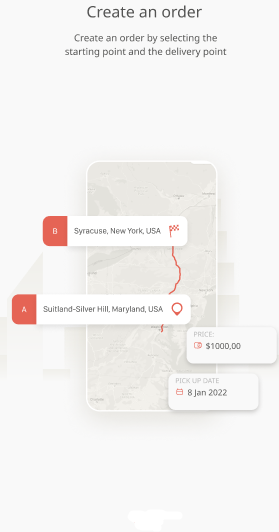 Create an order
Create an order by selecting the
starting point and the delivery point
B
Syracuse, New York, USA
A
Suitland-Silver Hill, Maryland, USA
PRICE:
$1000,00
PICK UP DATE
8 Jan 2022